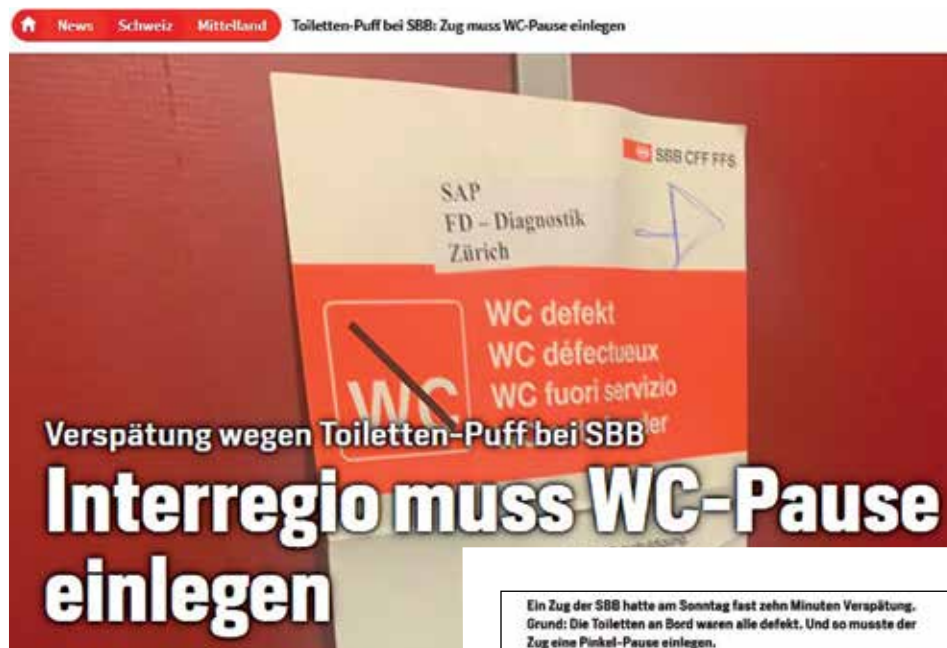 News Schweiz Mittelland Toiletten-Puff bei SBB: Zug muss WC-Pause einlegen
SBB CFF FFS
SAP
FD – Diagnostik
Zürich
WC defekt
WC défectueux
WC fuori servizio
WC
Verspätung wegen Toiletten-Puff bei SBB
Interregio muss WC-Pause
einlegen
Ein Zug der SBB hatte am Sonntag fast zehn Minuten Verspätung.
Grund: Die Toiletten an Bord waren alle defekt. Und so musste der
Zug eine Pinkel-Pause einlegen.